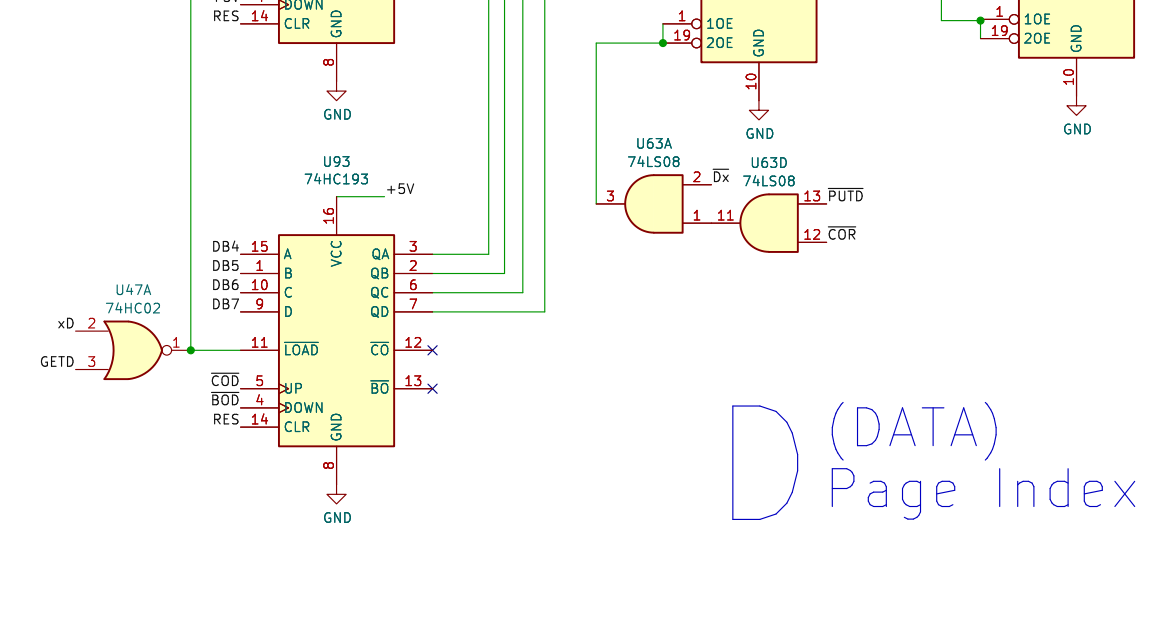 DOWN
RES 14 CLR
GND
8
GND
1 1OE
19 2OE
GND
10
GND
1 1OE
19 2OE
GND
10
GND
U93
74HC193
+5V
16
VCC
DB4 15 A QA 3
DB5 1 B QB 2
DB6 10 C QC 6
DB7 9 D QD 7
11 LOAD CO 12
COD 5 UP BO 13
BOD 4 DOWN
RES 14 CLR
GND
8
GND
U47A
74HC02
xD 2
1
GETD 3
U63A
74LS08
2 Dx
3
1
U63D
74LS08
13 PUTD
11
12 COR
D (DATA)
Page Index